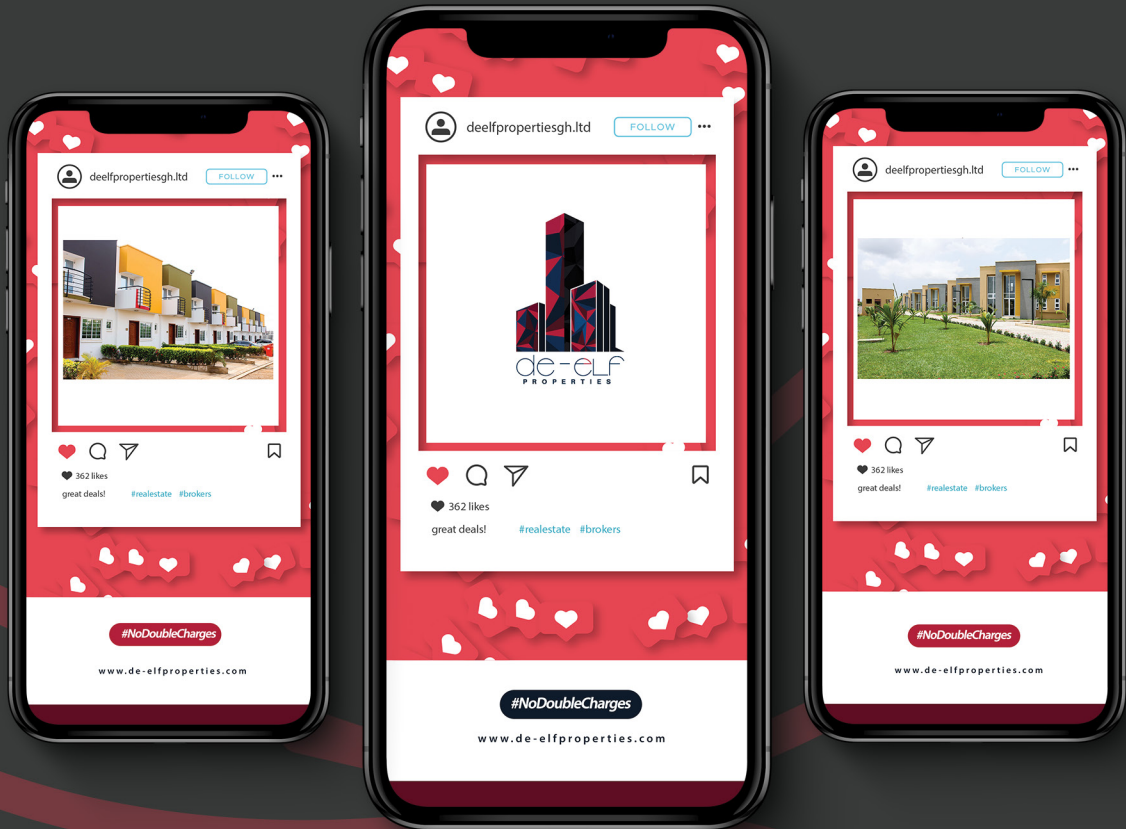 deelfpropertiesgh.ltd FOLLOW
362 likes
great deals! #realestate #brokers
#NoDoubleCharges
www.de-elfproperties.com
deelfpropertiesgh.ltd FOLLOW
de-eLF
PROPERTIES
362 likes
great deals! #realestate #brokers
#NoDoubleCharges
www.de-elfproperties.com
deelfpropertiesgh.ltd FOLLOW
362 likes
great deals! #realestate #brokers
#NoDoubleCharges
www.de-elfproperties.com